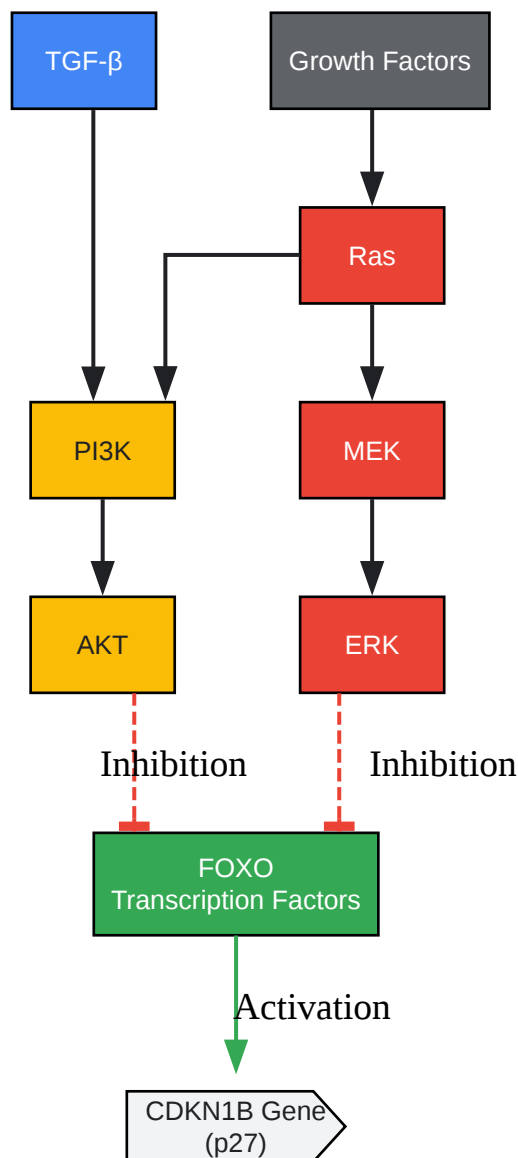 TGF-β
Growth Factors
Ras
PI3K
MEK
AKT
ERK
Inhibition
Inhibition
FOXO
Transcription Factors
Activation
CDKN1B Gene
(p27)